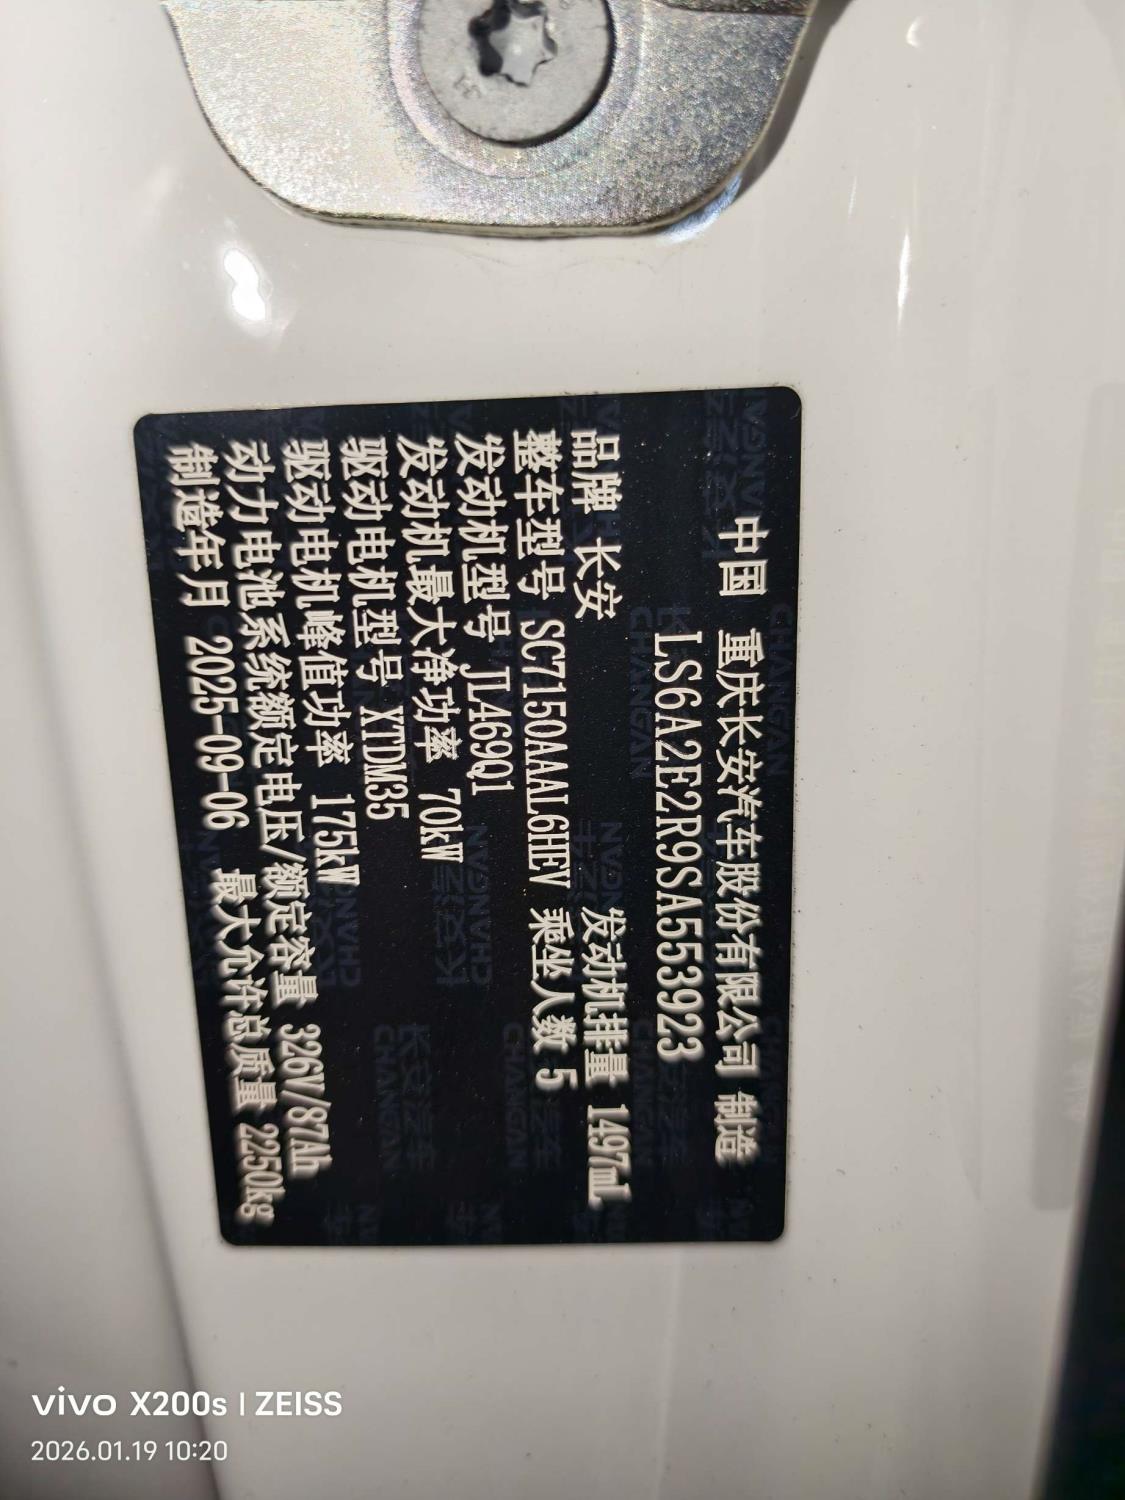 中国 重庆长安汽车股份有限公司 制造
LS6A2E2R9SA553923
品牌 长安 发动机排量 1497mL
整车型号 SC7150AAAL6HEV 乘坐人数 5
发动机型号 JL469Q1
发动机最大净功率 70kW
驱动电机型号 XTDM35
驱动电机峰值功率 175kW
动力电池系统额定电压/额定容量 326V/87Ah
制造年月 2025-09-06 最大允许总质量 2250kg
vivo X200s | ZEISS
2026.01.19 10:20